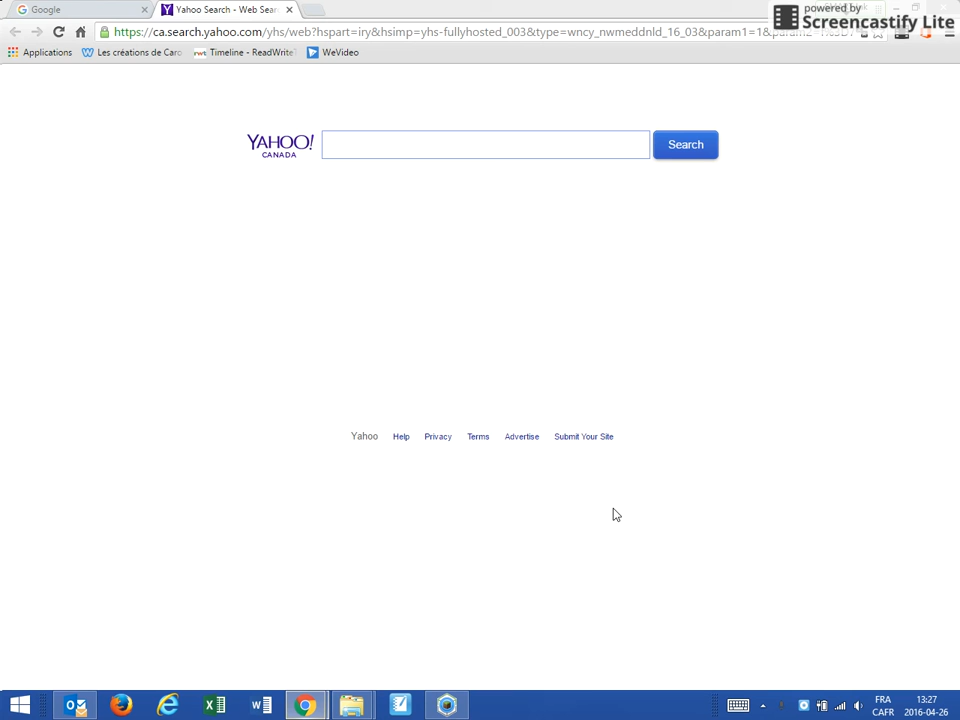 Google
Yahoo Search - Web Sear
powered by
Screencastify Lite
https://ca.search.yahoo.com/yhs/web?hspart=iry&hsimp=yhs-fullyhosted_003&type=wncy_nwmeddnld_16_03&param1=1&
Applications
Les créations de Caro
rwt Timeline - ReadWrite
WeVideo
YAHOO!
CANADA
Search
Yahoo Help Privacy Terms Advertise Submit Your Site
FRA
CAFR
13:27
2016-04-26